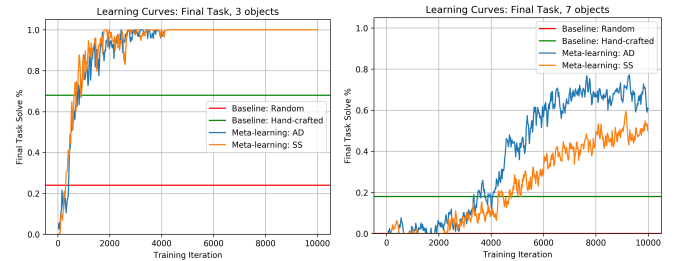 Learning Curves: Final Task, 3 objects
1.0
0.8
0.6
0.4
0.2
0.0
Final Task Solve %
Baseline: Random
Baseline: Hand-crafted
Meta-learning: AD
Meta-learning: SS
0 2000 4000 6000 8000 10000
Training Iteration
Learning Curves: Final Task, 7 objects
1.0
0.8
0.6
0.4
0.2
0.0
Final Task Solve %
Baseline: Random
Baseline: Hand-crafted
Meta-learning: AD
Meta-learning: SS
0 2000 4000 6000 8000 10000
Training Iteration